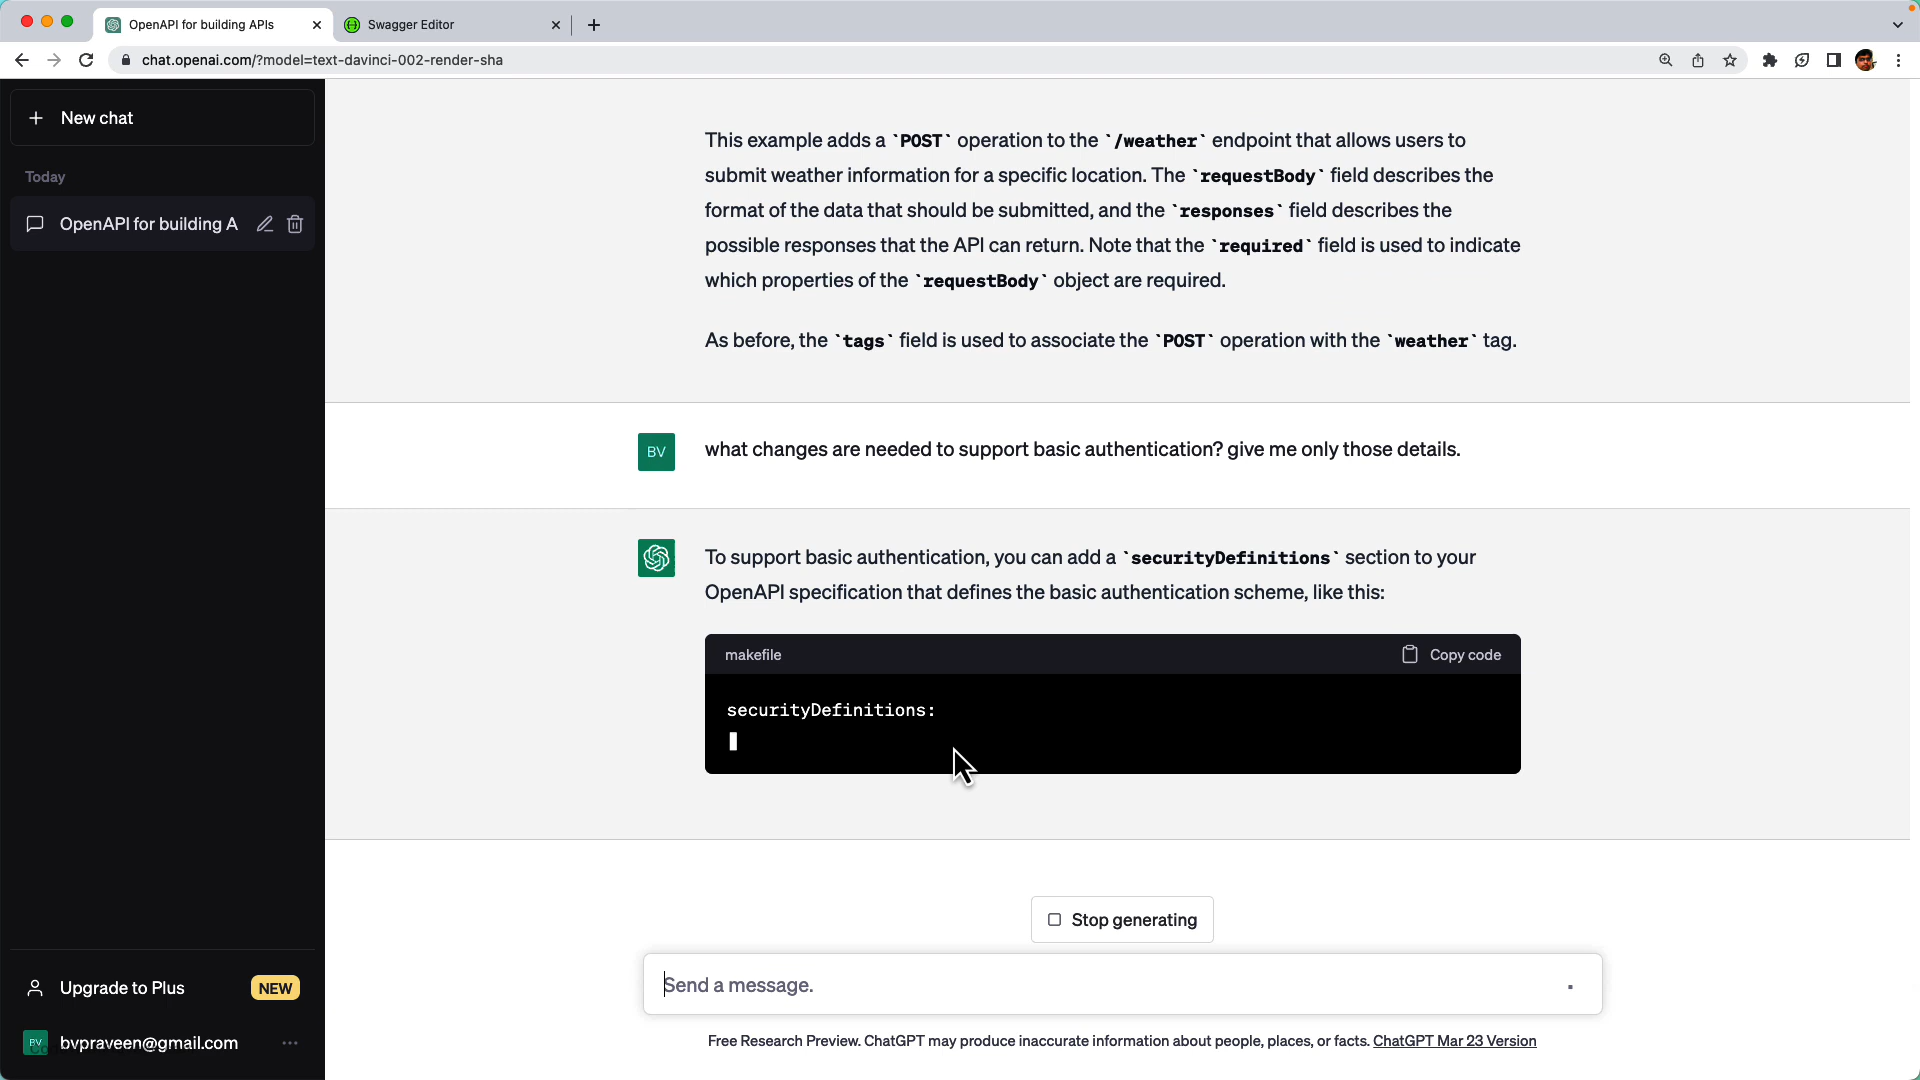 OpenAPI for building APIs
Swagger Editor
chat.openai.com/?model=text-davinci-002-render-sha
New chat
Today
OpenAPI for building A
This example adds a `POST` operation to the `/weather` endpoint that allows users to
submit weather information for a specific location. The `requestBody` field describes the
format of the data that should be submitted, and the `responses` field describes the
possible responses that the API can return. Note that the `required` field is used to indicate
which properties of the `requestBody` object are required.
As before, the `tags` field is used to associate the `POST` operation with the `weather` tag.
BV
what changes are needed to support basic authentication? give me only those details.
To support basic authentication, you can add a `securityDefinitions` section to your
OpenAPI specification that defines the basic authentication scheme, like this:
makefile
Copy code
securityDefinitions:
Stop generating
Send a message.
Free Research Preview. ChatGPT may produce inaccurate information about people, places, or facts. ChatGPT Mar 23 Version
Upgrade to Plus
NEW
BV
bvpraveen@gmail.com